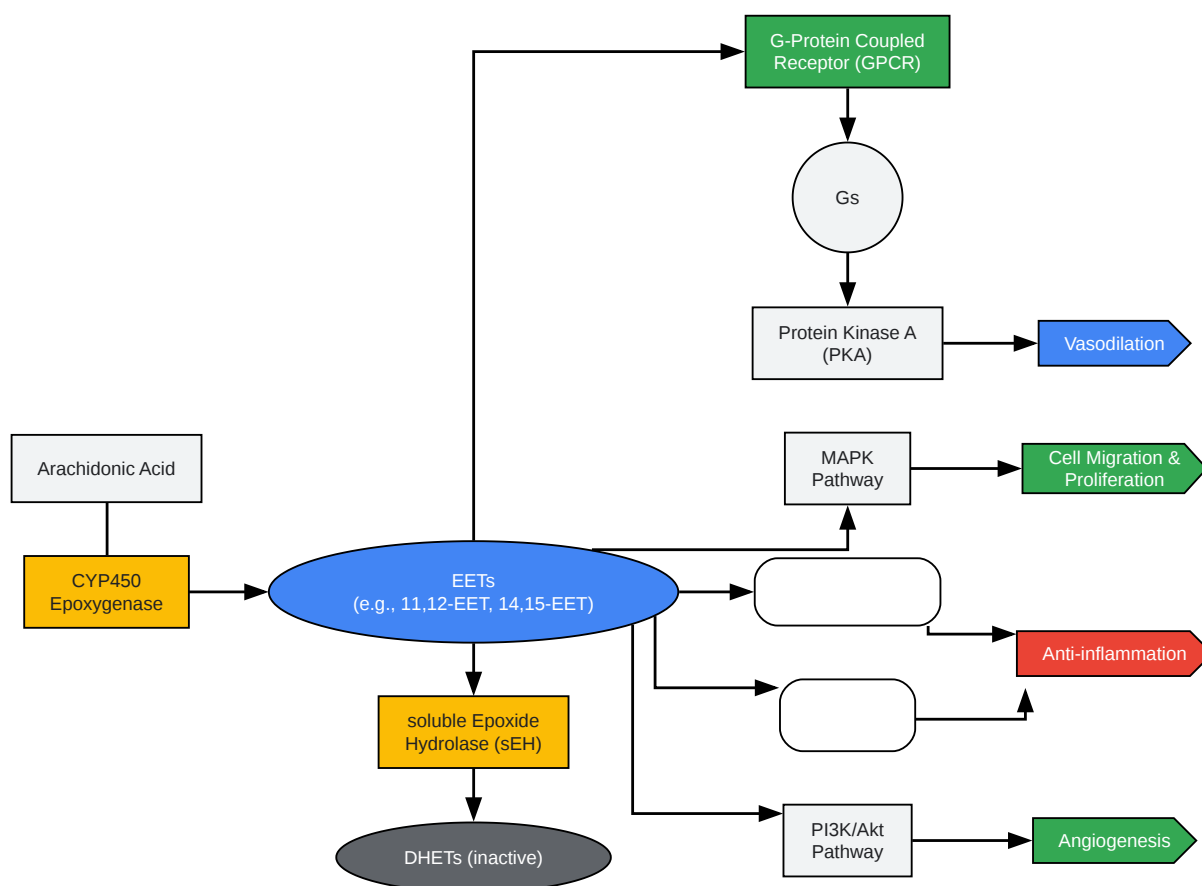 G-Protein Coupled
Receptor (GPCR)
Gs
Protein Kinase A
(PKA)
Vasodilation
MAPK
Pathway
Cell Migration &
Proliferation
Arachidonic Acid
CYP450
Epoxygenase
EETs
(e.g., 11,12-EET, 14,15-EET)
Anti-inflammation
soluble Epoxide
Hydrolase (sEH)
PI3K/Akt
Pathway
Angiogenesis
DHETs (inactive)